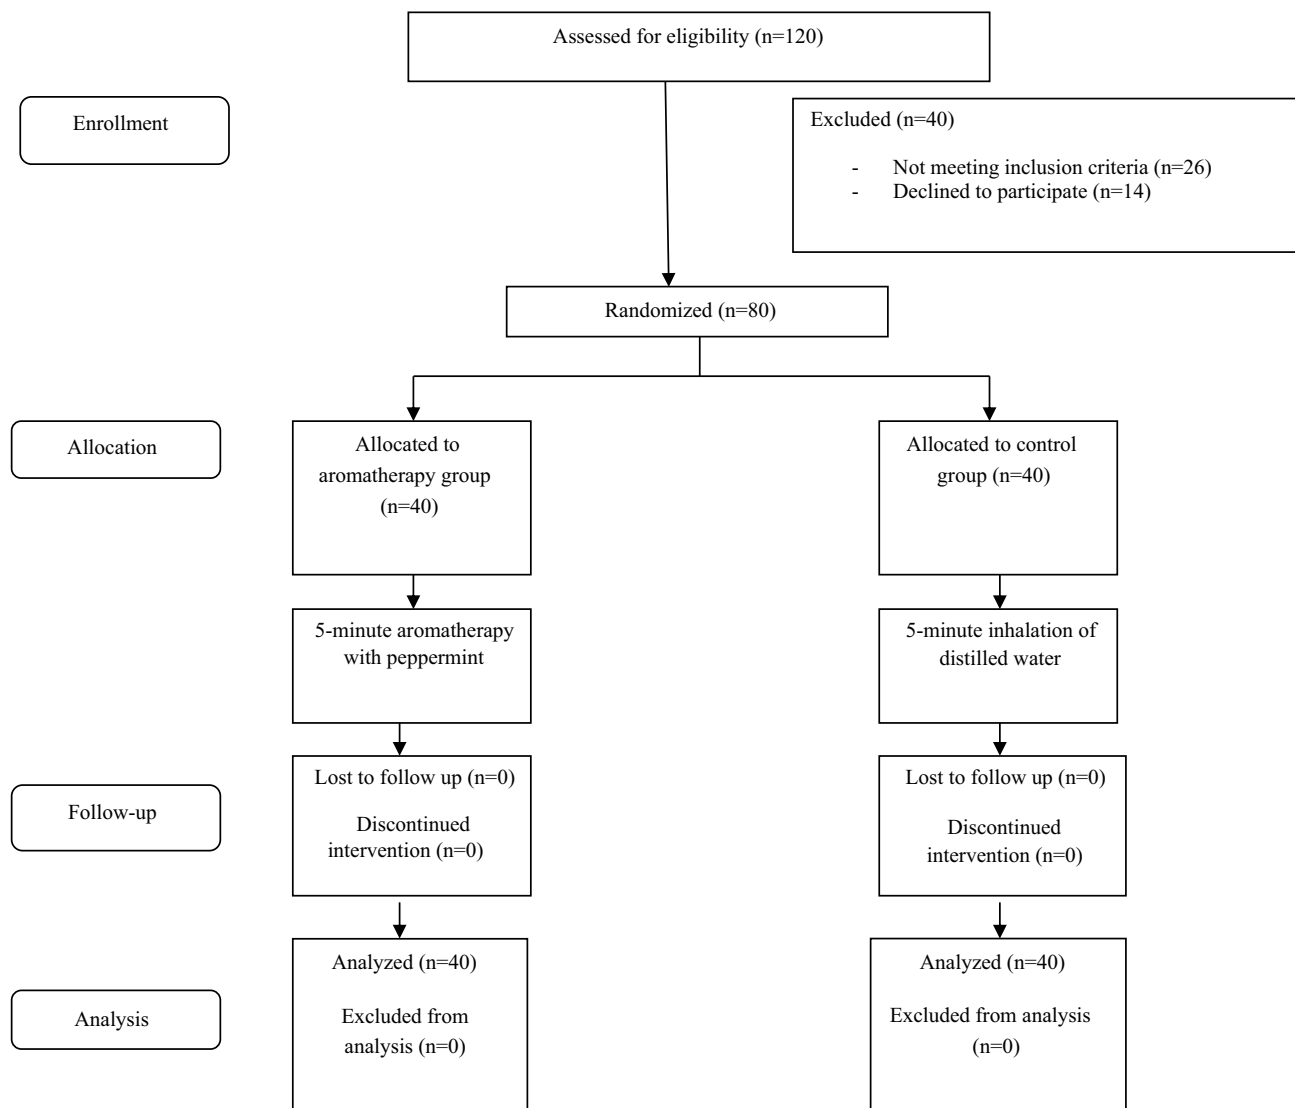 Assessed for eligibility (n=120)
Enrollment
Excluded (n=40)
- Not meeting inclusion criteria (n=26)
- Declined to participate (n=14)
Randomized (n=80)
Allocation
Allocated to
aromatherapy group
(n=40)
Allocated to control
group (n=40)
5-minute aromatherapy
with peppermint
5-minute inhalation of
distilled water
Follow-up
Lost to follow up (n=0)
Discontinued
intervention (n=0)
Lost to follow up (n=0)
Discontinued
intervention (n=0)
Analysis
Analyzed (n=40)
Excluded from
analysis (n=0)
Analyzed (n=40)
Excluded from analysis
(n=0)